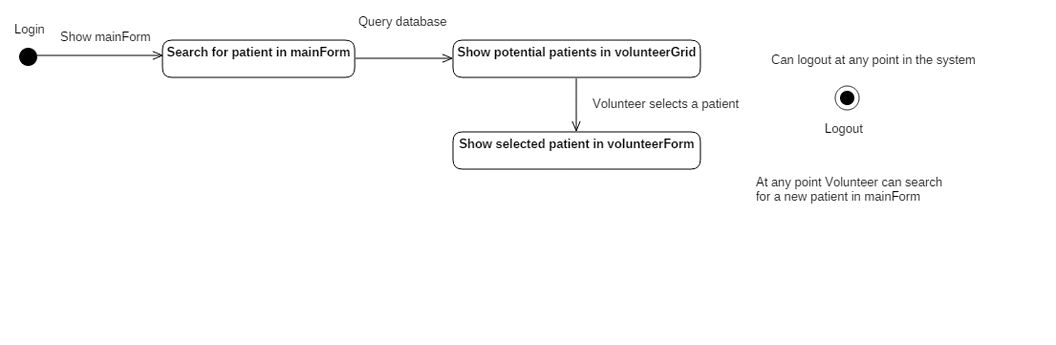 Login
Show mainForm
Search for patient in mainForm
Query database
Show potential patients in volunteerGrid
Volunteer selects a patient
Show selected patient in volunteerForm
Can logout at any point in the system
Logout
At any point Volunteer can search
for a new patient in mainForm